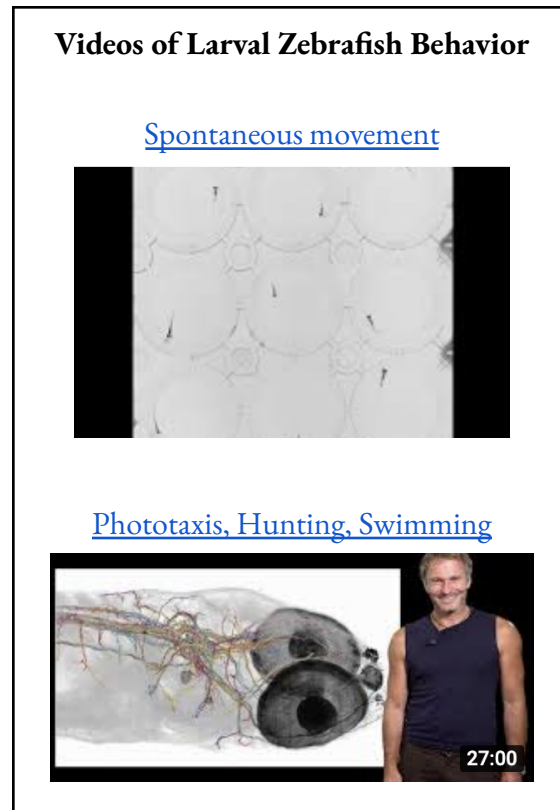 Videos of Larval Zebrafish Behavior
Spontaneous movement
Phototaxis, Hunting, Swimming
27:00